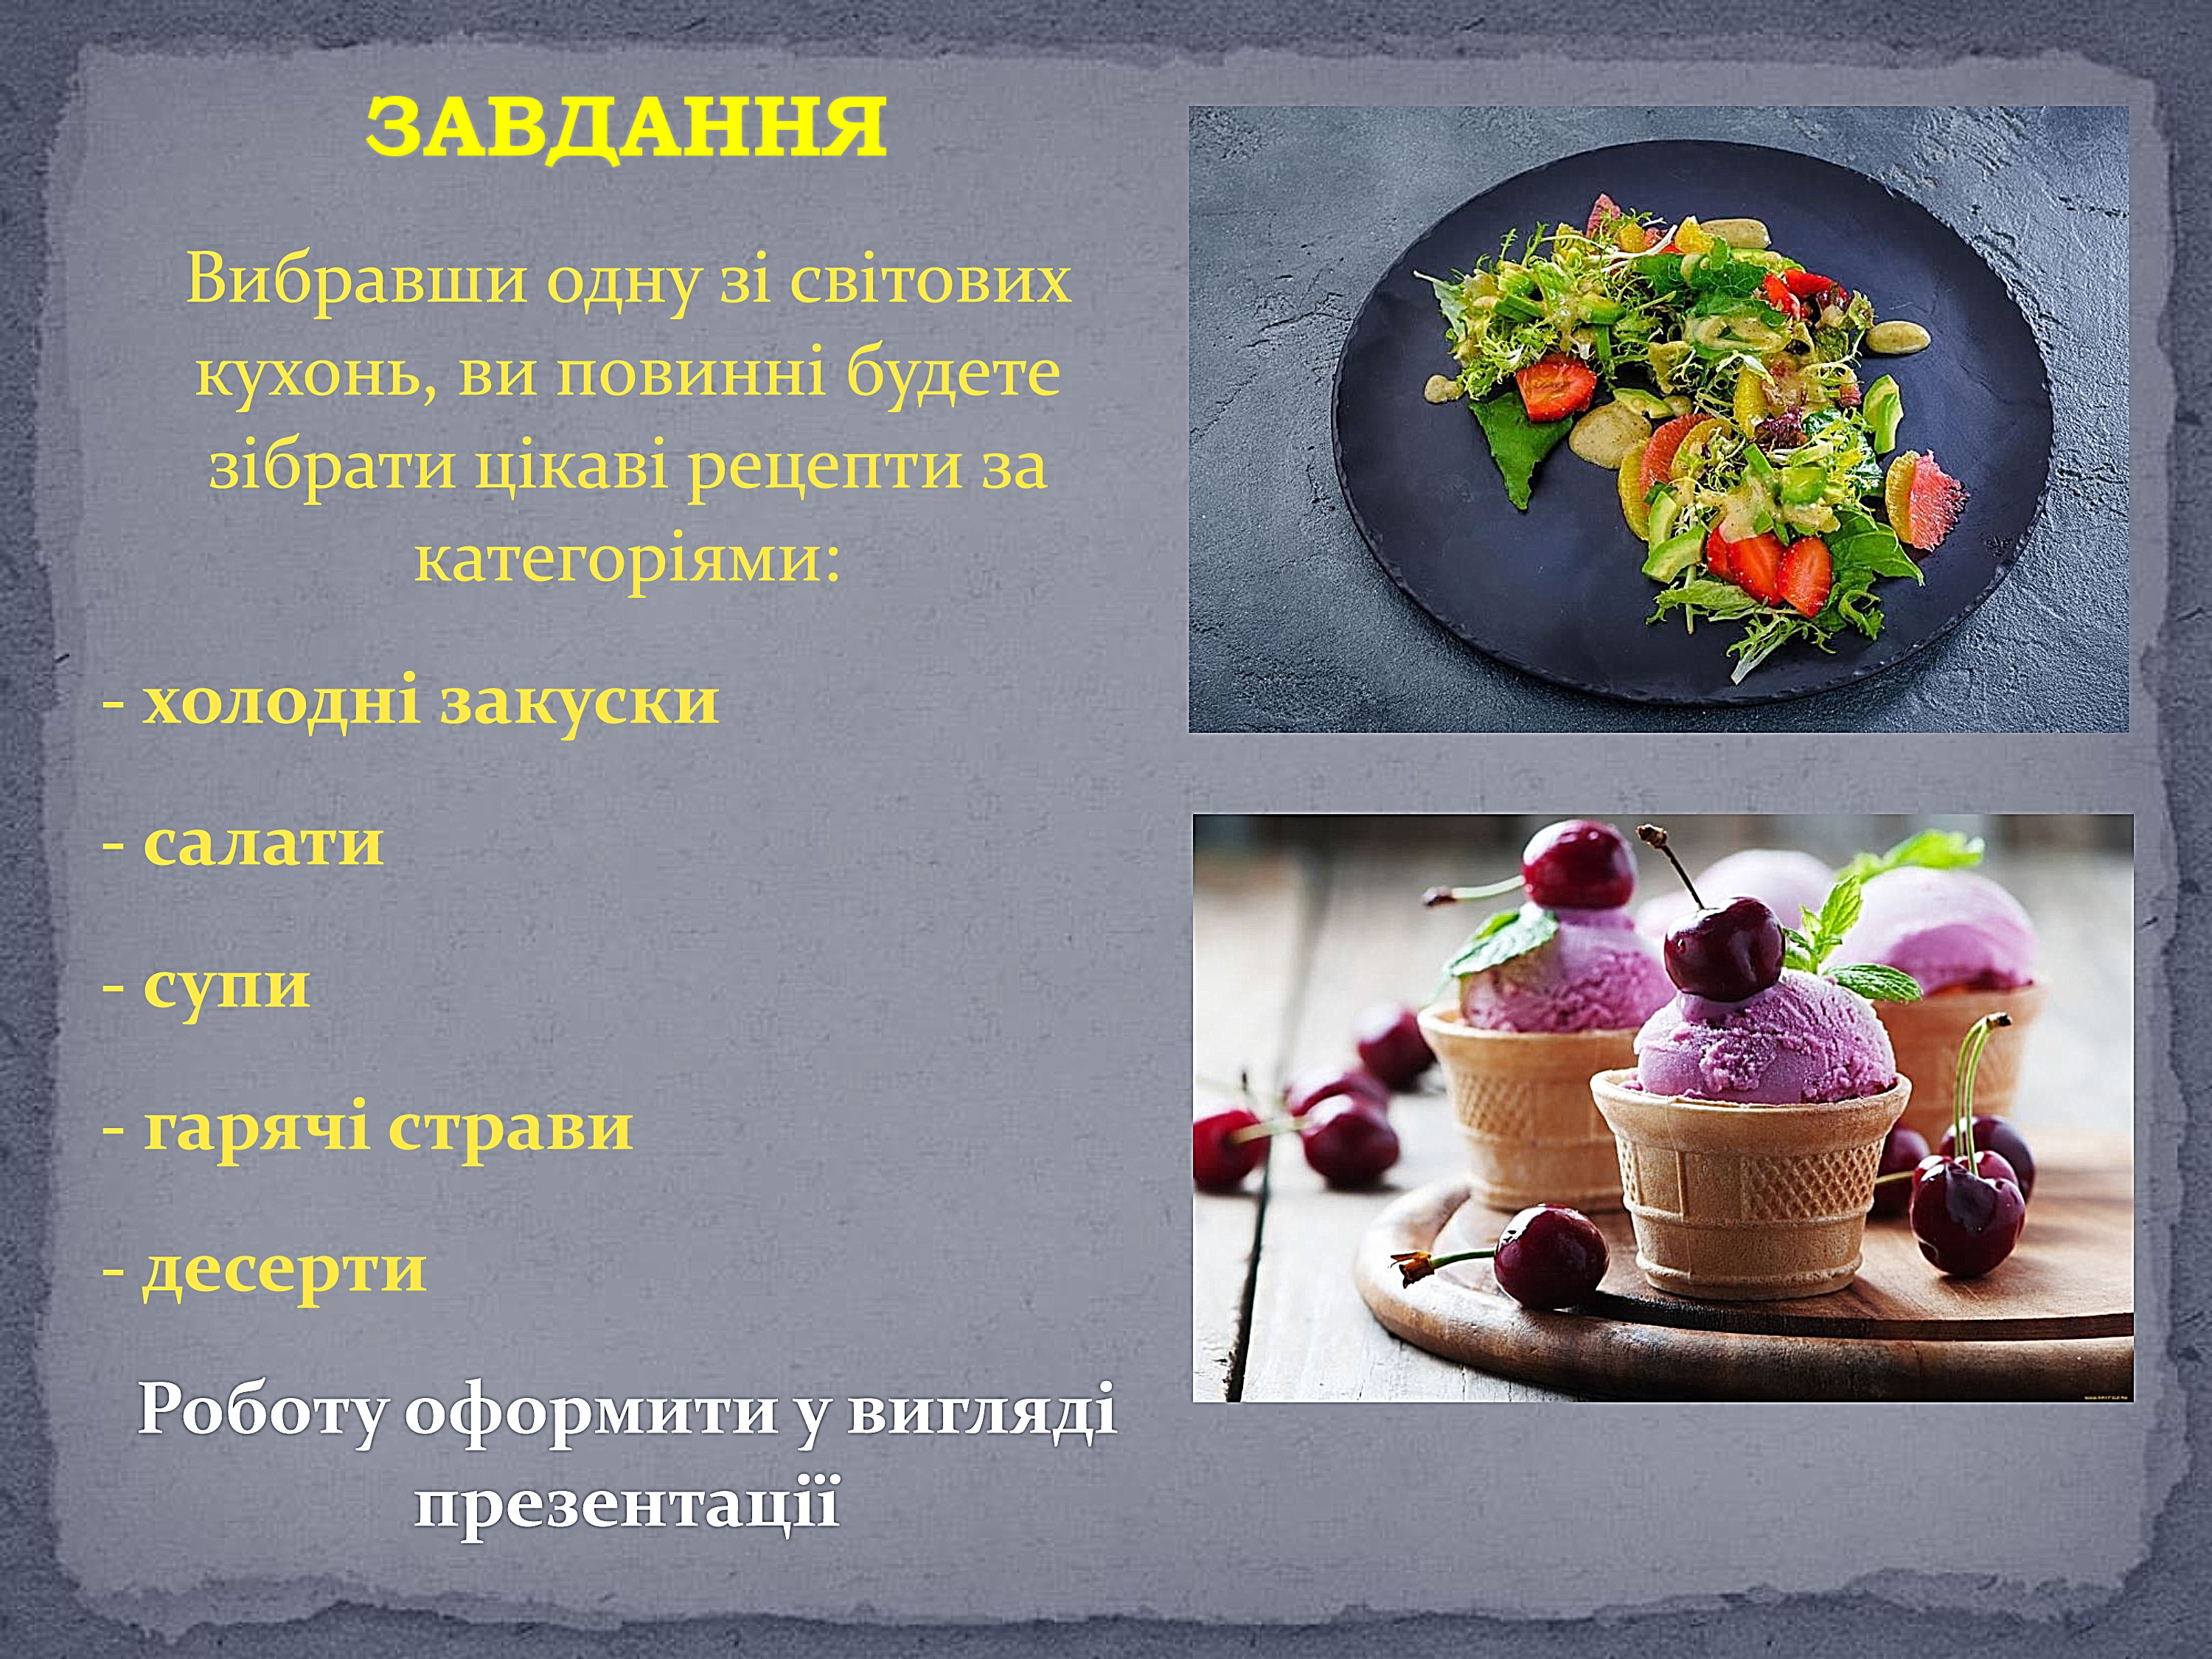 ЗАВДАННЯ
Вибравши одну зі світових
кухонь, ви повинні будете
зібрати цікаві рецепти за
категоріями:
- холодні закуски
- салати
- супи
- гарячі страви
- десерти
Роботу оформити у вигляді
презентації